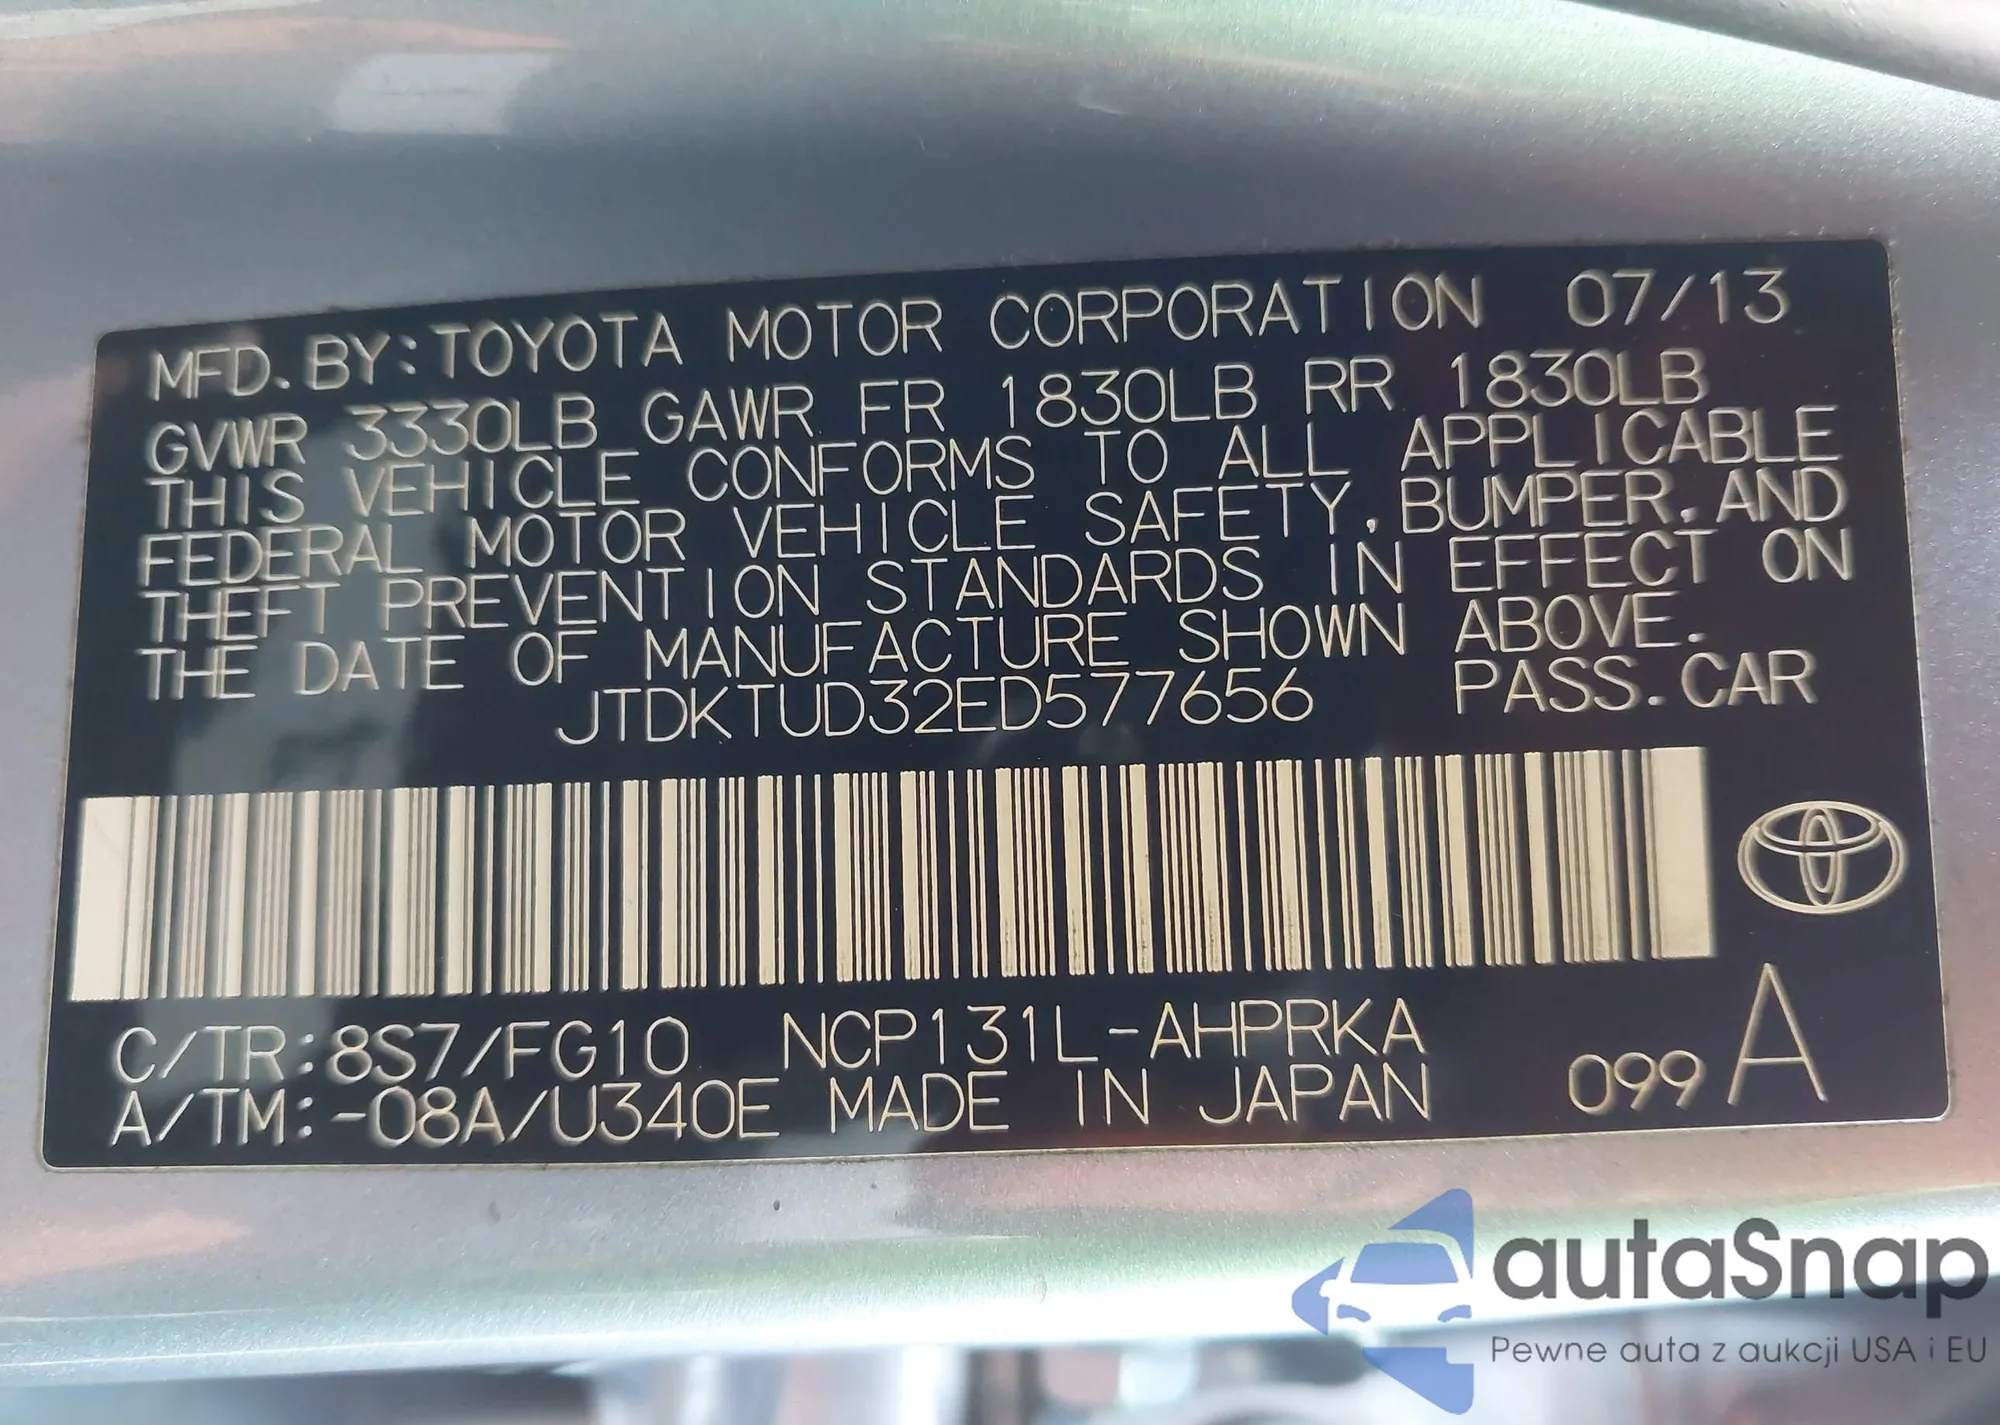 MFD. BY: TOYOTA MOTOR CORPORATION 07/13
GVWR 3330LB GAWR FR 1830LB RR 1830LB
THIS VEHICLE CONFORMS TO ALL APPLICABLE
FEDERAL MOTOR VEHICLE SAFETY, BUMPER, AND
THEFT PREVENTION STANDARDS IN EFFECT ON
THE DATE OF MANUFACTURE SHOWN ABOVE.
JTDKTUD32ED577656 PASS. CAR
C/TR: 8S7/FG10 NCP131L-AHPRKA
A/TM: -08A/U340E MADE IN JAPAN 099 A
autaSnap
Pewne auta z aukcji USA i EU